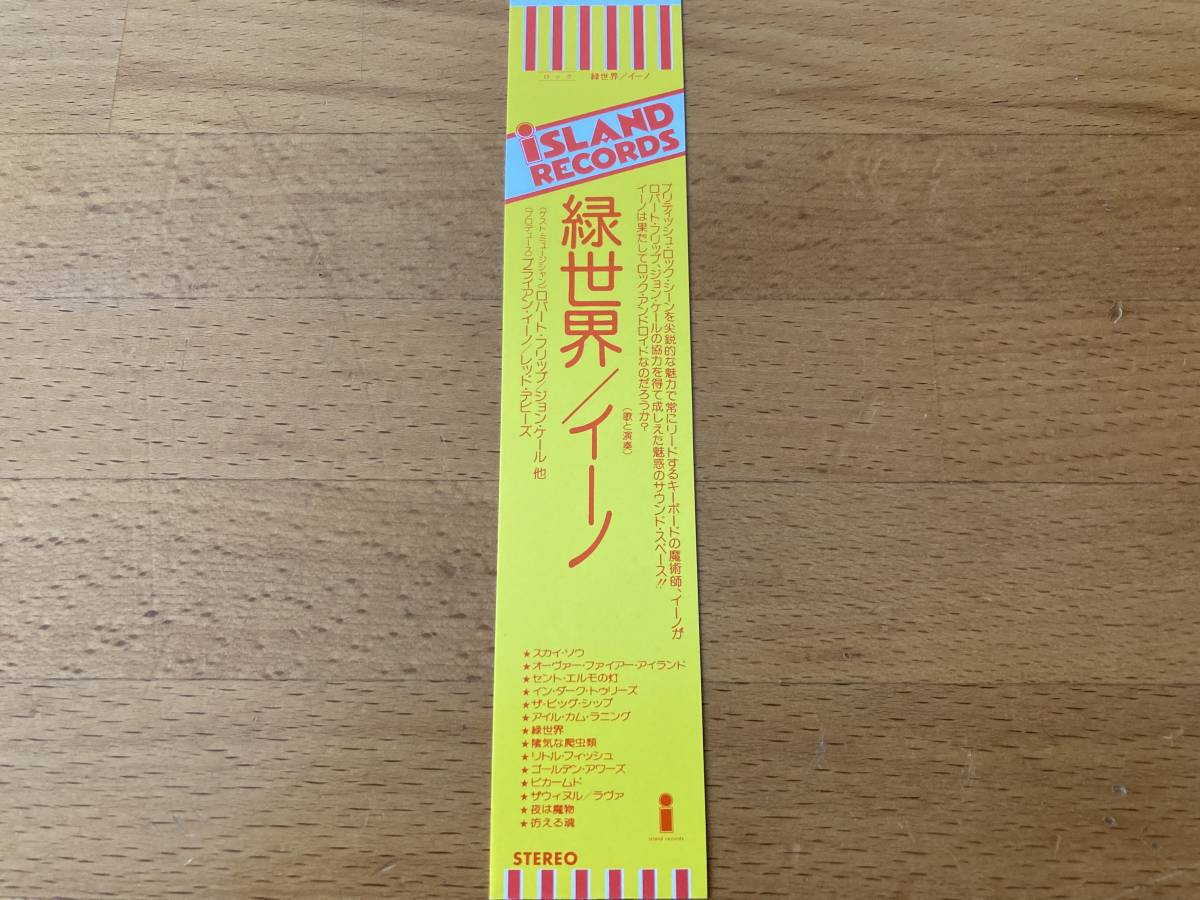 ロック 緑世界/イーノ
iSLAND
RECORDS
ブリティッシュ・ロック・シーンを尖鋭的な魅力で常にリードするキーボードの魔術師、イーノが
ロバート・フリップ、ジョン・ケールの協力を得て成しえた魅惑のサウンド・スペース!!
イーノは果たしてロック・アンドロイドなのだろうか?
緑世界/イーノ
(歌と演奏)
(ゲスト・ミュージシャン)ロバート・フリップ/ジョン・ケール 他
(プロデュース)ブライアン・イーノ/レッド・デビーズ
★スカイ・ソウ
★オーヴァー・ファイアー・アイランド
★セント・エルモの灯
★イン・ダーク・トゥリーズ
★ザ・ビッグ・シップ
★アイル・カム・ラニング
★緑世界
★陰気な爬虫類
★リトル・フィッシュ
★ゴールデン・アワーズ
★ビカームド
★ザウィヌル/ラヴァ
★夜は魔物
★彷える魂
island records
STEREO